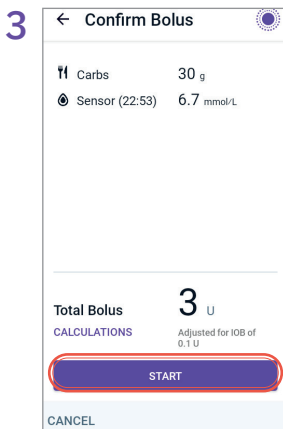 3
← Confirm Bolus
Carbs 30 g
Sensor (22:53) 6.7 mmol/L
Total Bolus 3 U
CALCULATIONS Adjusted for IOB of
0.1 U
START
CANCEL